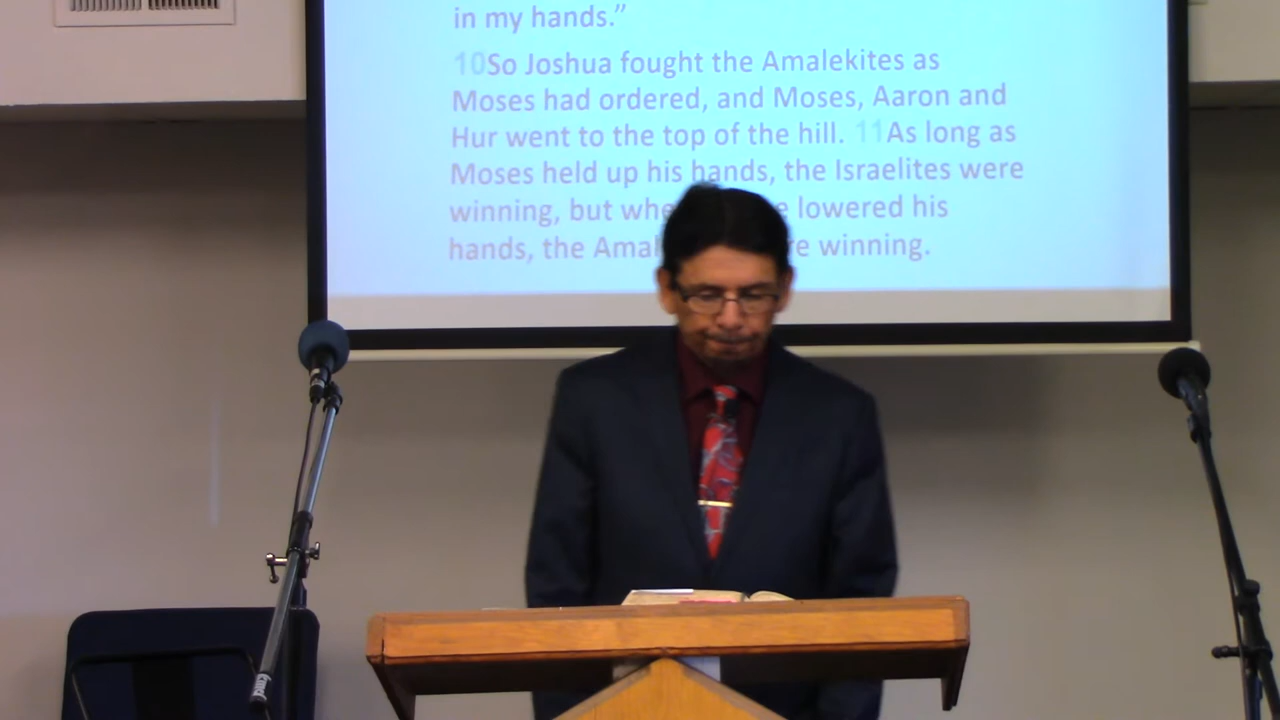 in my hands.”
10So Joshua fought the Amalekites as
Moses had ordered, and Moses, Aaron and
Hur went to the top of the hill. 11As long as
Moses held up his hands, the Israelites were
winning, but whe e lowered his
hands, the Amal re winning.